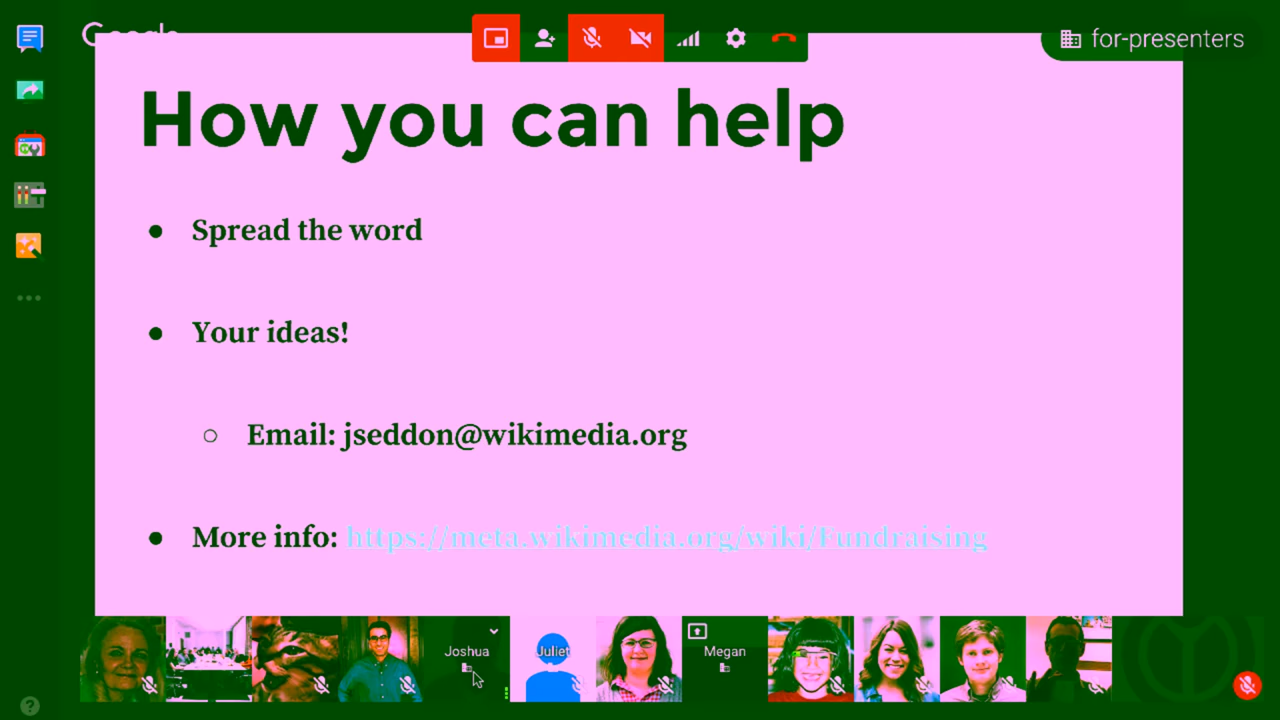 Google
for-presenters
How you can help
● Spread the word
● Your ideas!
○ Email: jseddon@wikimedia.org
● More info: https://meta.wikimedia.org/wiki/Fundraising
Joshua
Juliet
Megan